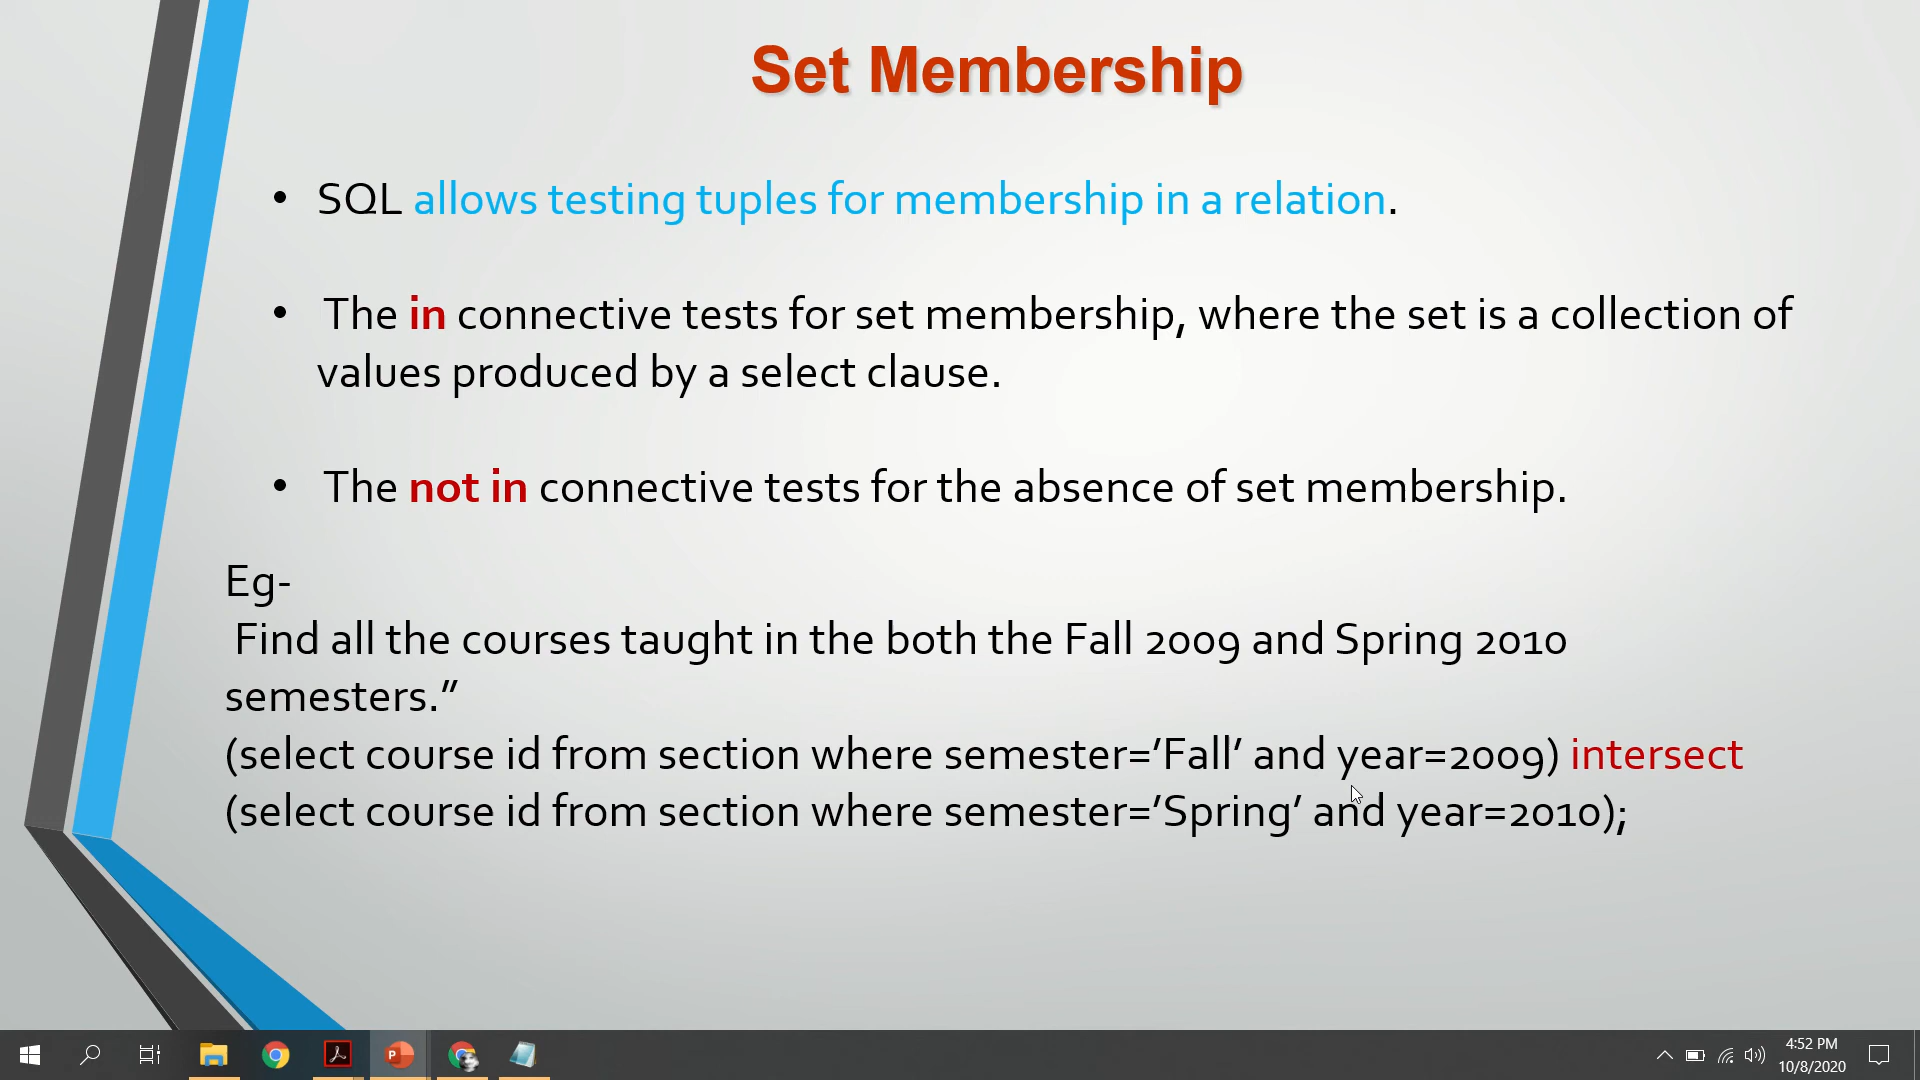 Set Membership
• SQL allows testing tuples for membership in a relation.
• The in connective tests for set membership, where the set is a collection of
values produced by a select clause.
• The not in connective tests for the absence of set membership.
Eg-
Find all the courses taught in the both the Fall 2009 and Spring 2010
semesters.”
(select course id from section where semester=’Fall’ and year=2009) intersect
(select course id from section where semester=’Spring’ and year=2010);
4:52 PM
10/8/2020